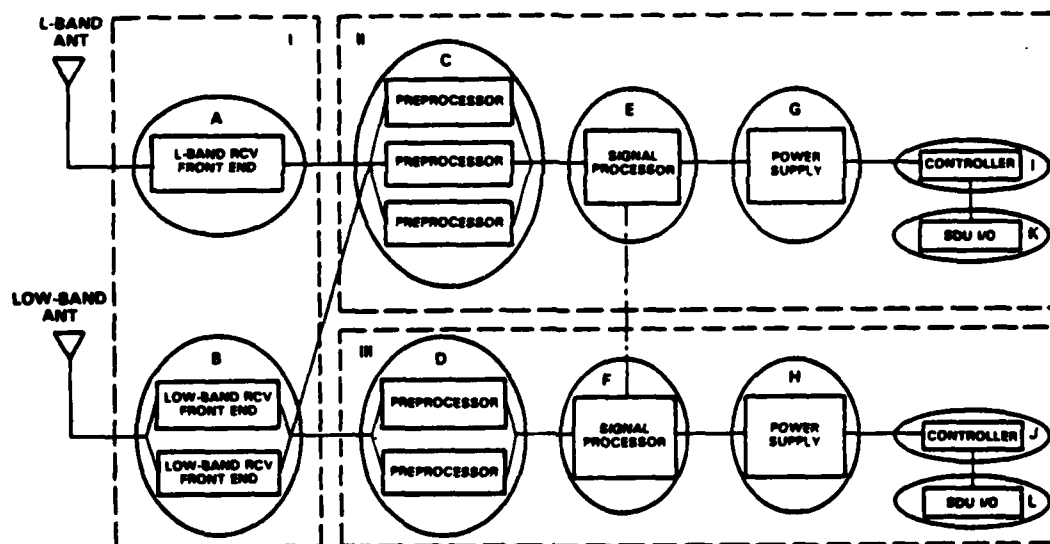 L-BAND
ANT
I
II
C
PREPROCESSOR
PREPROCESSOR
PREPROCESSOR
A
L-BAND RCV
FRONT END
E
SIGNAL
PROCESSOR
G
POWER
SUPPLY
CONTROLLER
I
SDU I/O
K
LOW-BAND
ANT
III
B
LOW-BAND RCV
FRONT END
LOW-BAND RCV
FRONT END
D
PREPROCESSOR
PREPROCESSOR
F
SIGNAL
PROCESSOR
H
POWER
SUPPLY
CONTROLLER
J
SDU I/O
L